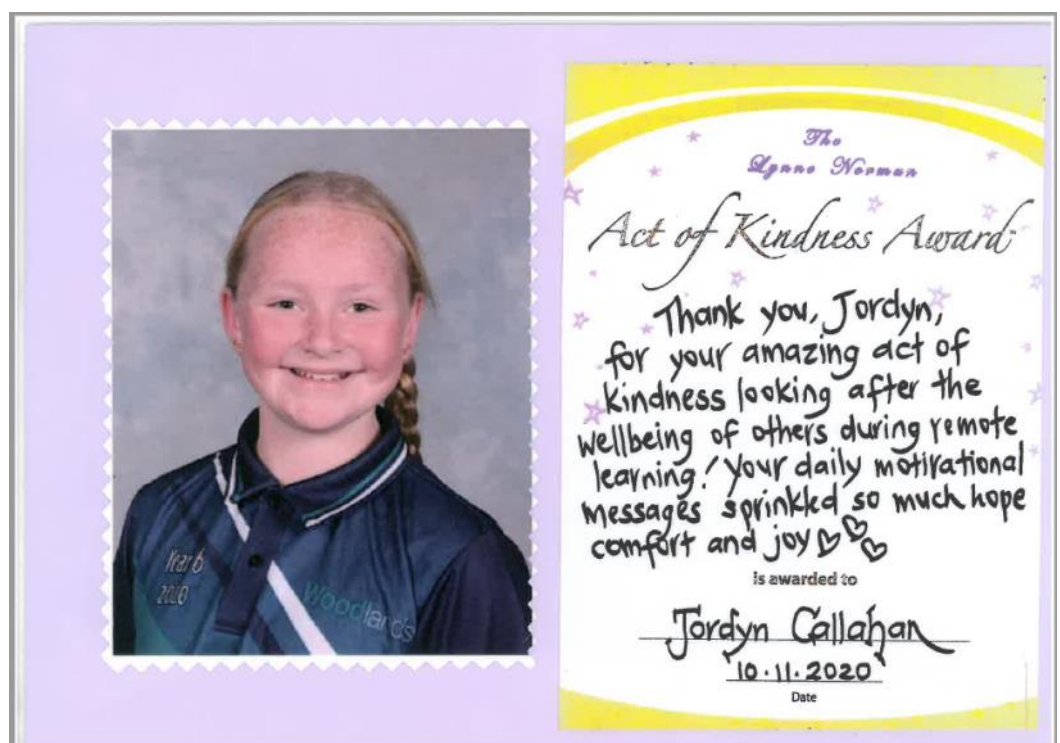 Year 6
2020
Woodlands
The
Lynne Norman
Act of Kindness Award
Thank you, Jordyn,
for your amazing act of
kindness looking after the
wellbeing of others during remote
learning! Your daily motivational
messages sprinkled so much hope
comfort and joy
is awarded to
Jordyn Callahan
10.11.2020
Date